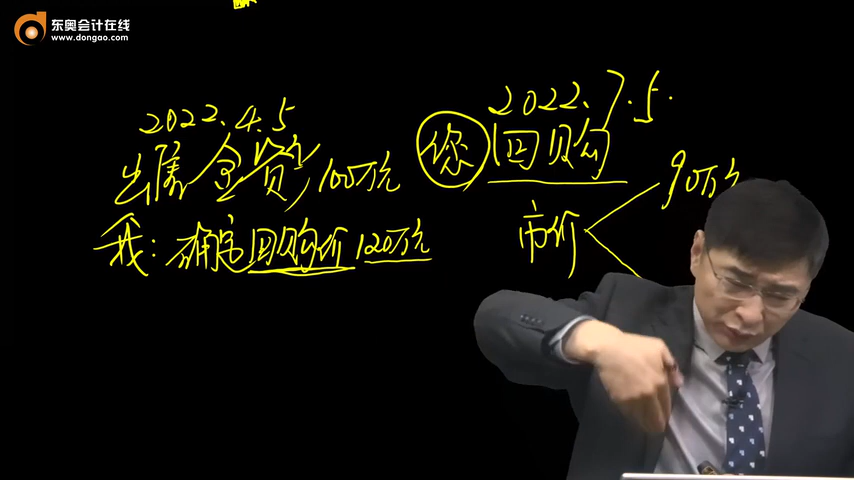 东奥会计在线
www.dongao.com
2022.4.5
出售金资产,100万元
我:确定回购价120万元
2022.7.5.
您回购
市价
90万元